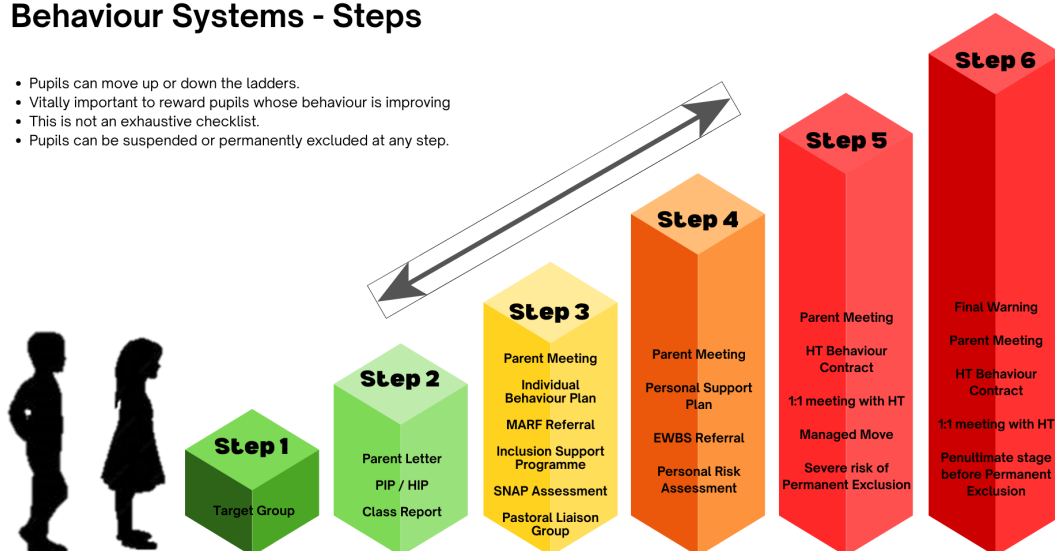 Behaviour Systems - Steps
• Pupils can move up or down the ladders.
• Vitally important to reward pupils whose behaviour is improving
• This is not an exhaustive checklist.
• Pupils can be suspended or permanently excluded at any step.
Step 1
Target Group
Step 2
Parent Letter
PIP / HIP
Class Report
Step 3
Parent Meeting
Individual
Behaviour Plan
MARF Referral
Inclusion Support
Programme
SNAP Assessment
Pastoral Liaison
Group
Step 4
Parent Meeting
Personal Support
Plan
EWBS Referral
Personal Risk
Assessment
Step 5
Parent Meeting
HT Behaviour
Contract
1:1 meeting with HT
Managed Move
Severe risk of
Permanent Exclusion
Step 6
Final Warning
Parent Meeting
HT Behaviour
Contract
1:1 meeting with HT
Penultimate stage
before Permanent
Exclusion